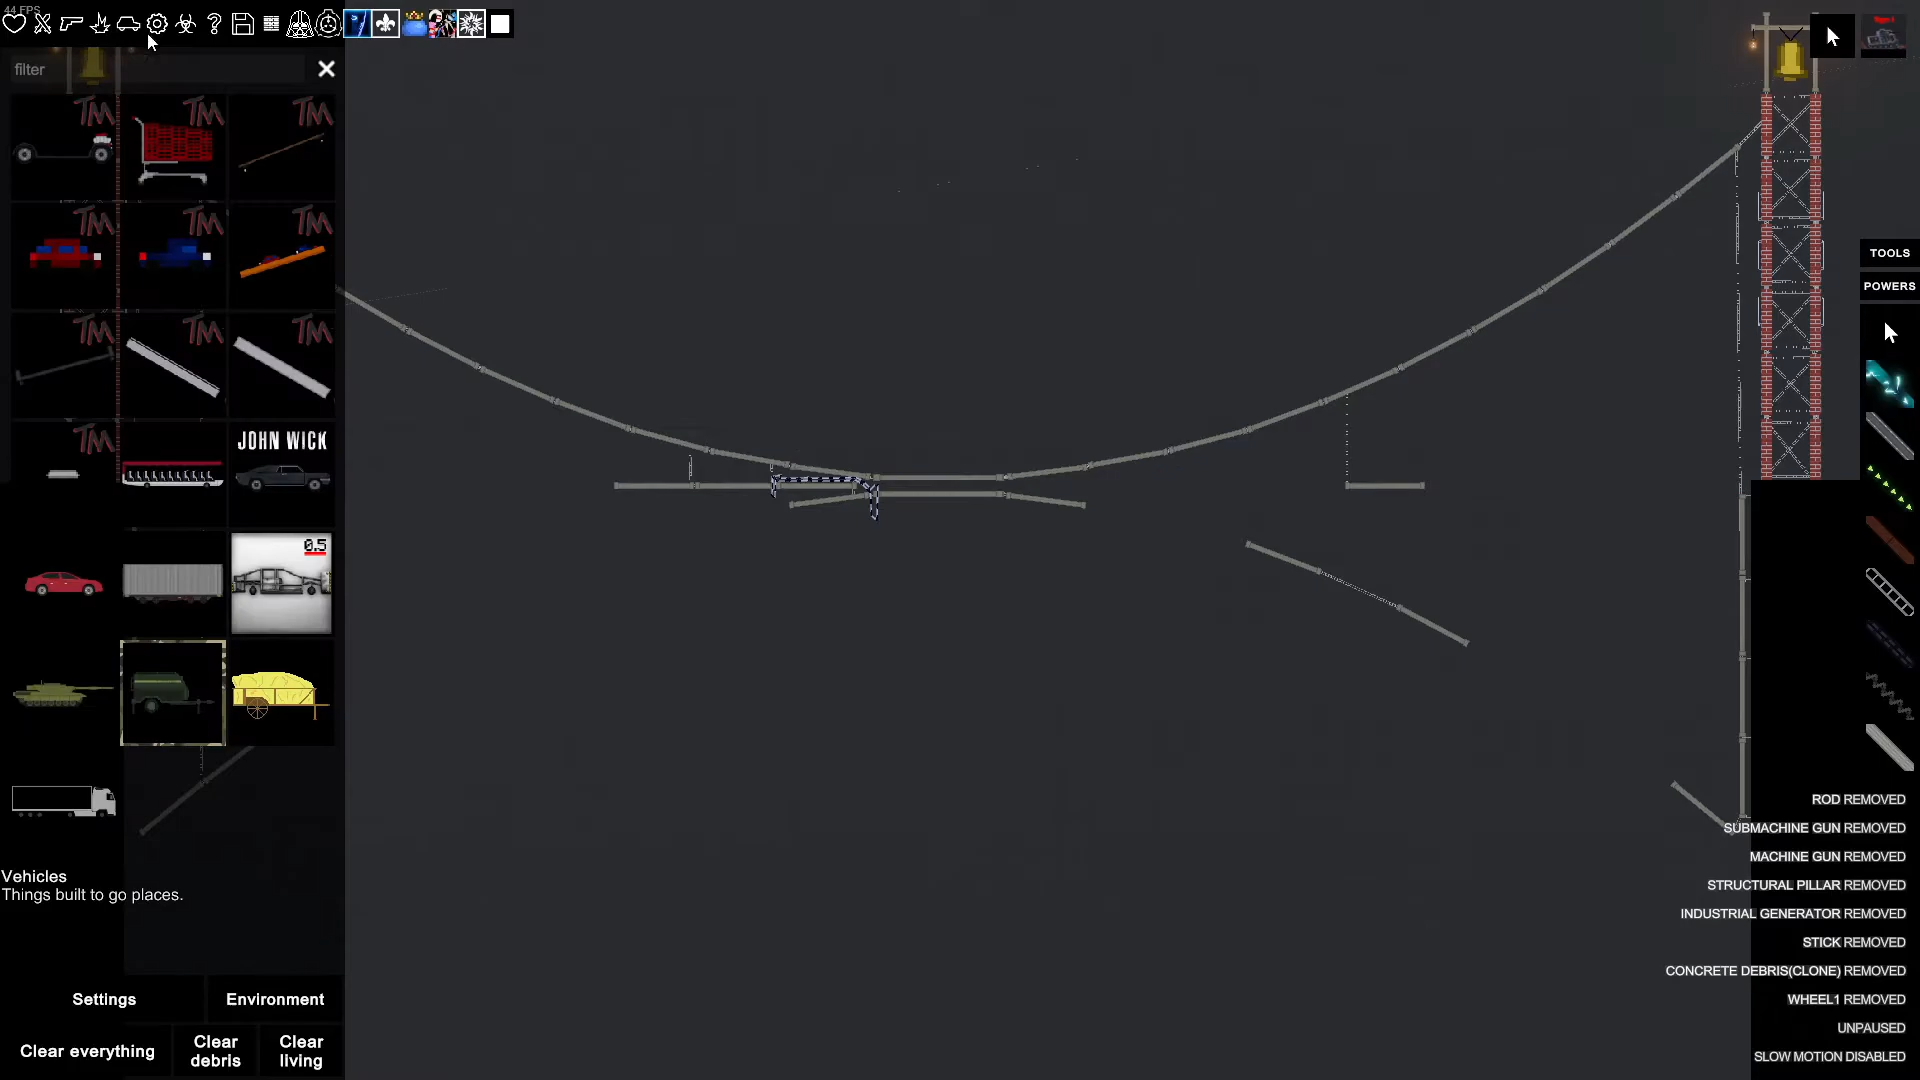 44 FPS
filter
TM TM TM
TM TM TM
TM TM TM
TM JOHN WICK
0.5
Vehicles
Things built to go places.
Settings Environment
Clear everything Clear debris Clear living
TOOLS
POWERS
ROD REMOVED
SUBMACHINE GUN REMOVED
MACHINE GUN REMOVED
STRUCTURAL PILLAR REMOVED
INDUSTRIAL GENERATOR REMOVED
STICK REMOVED
CONCRETE DEBRIS(CLONE) REMOVED
WHEEL1 REMOVED
UNPAUSED
SLOW MOTION DISABLED